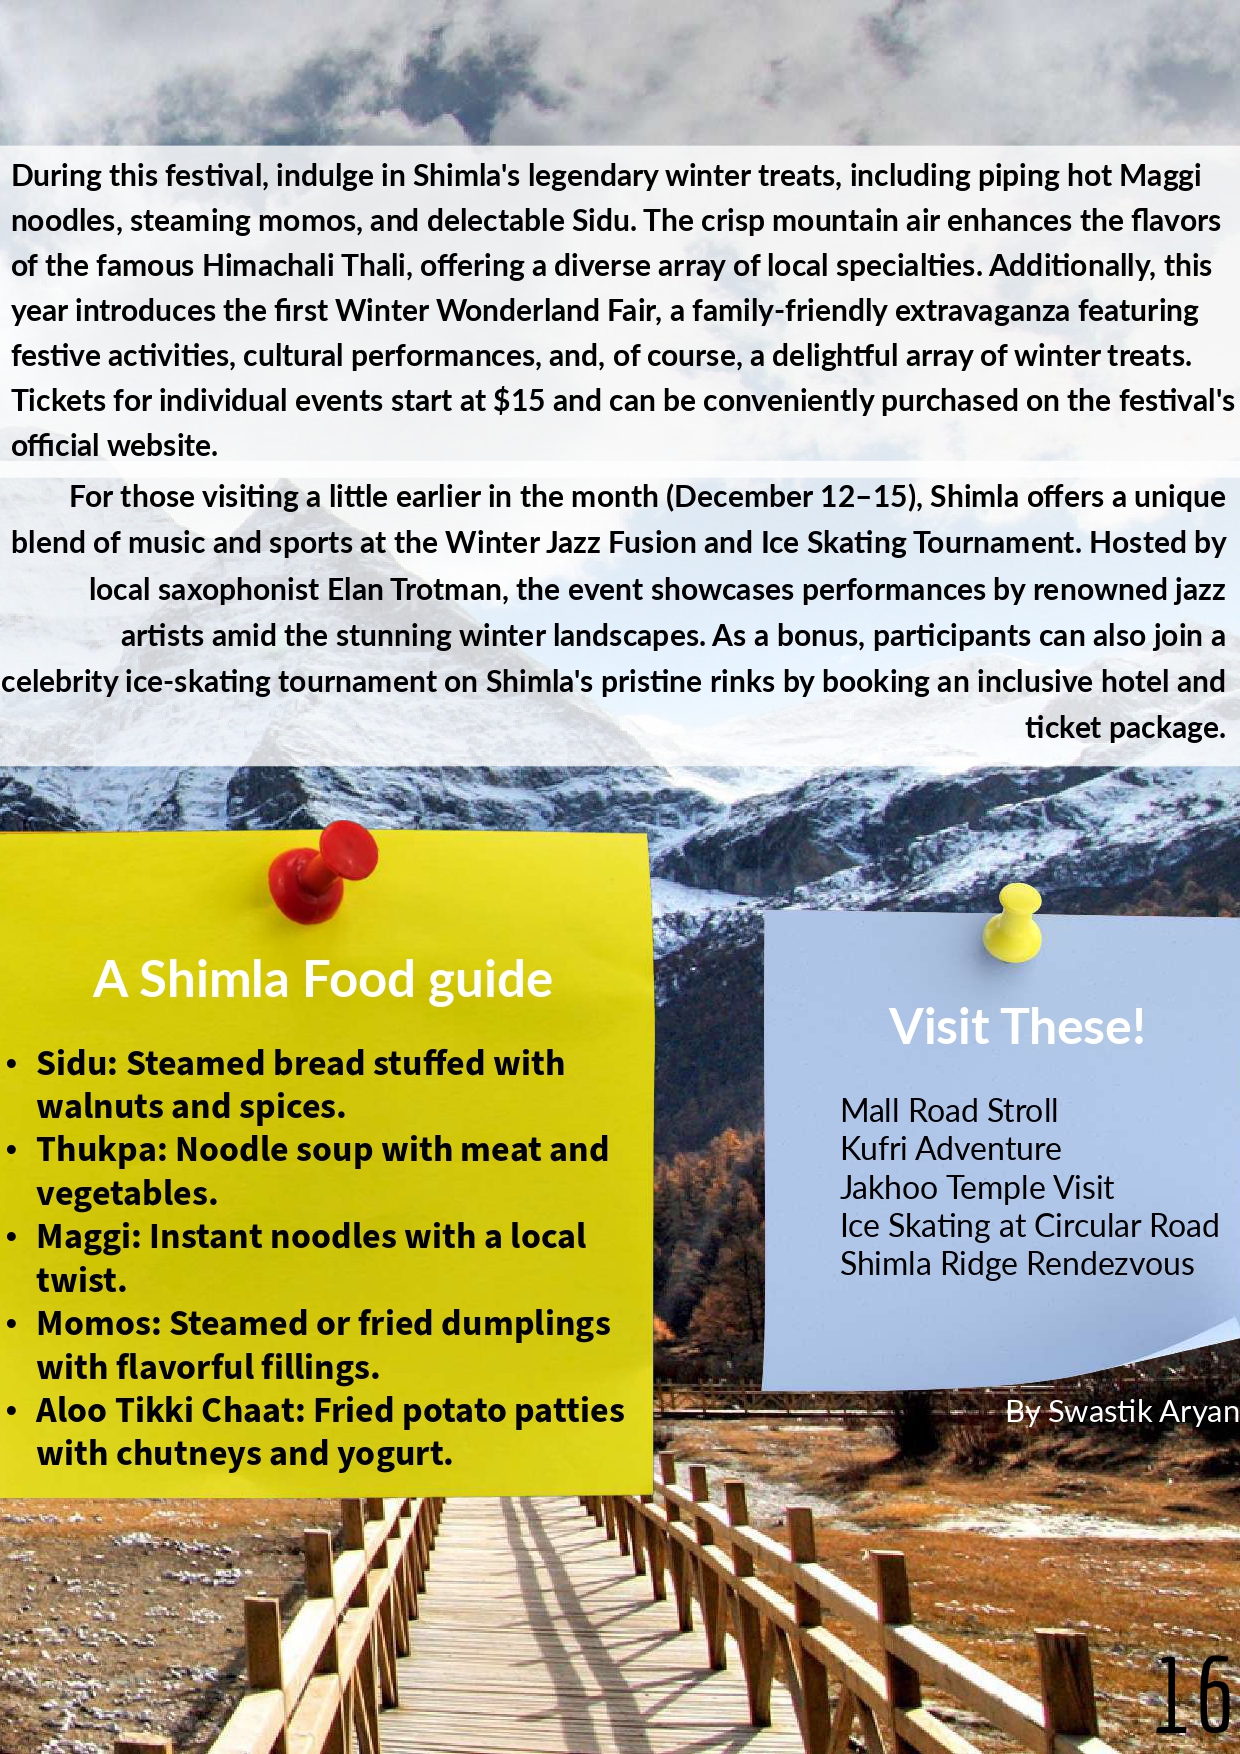 During this festival, indulge in Shimla's legendary winter treats, including piping hot Maggi
noodles, steaming momos, and delectable Sidu. The crisp mountain air enhances the flavors
of the famous Himachali Thali, offering a diverse array of local specialties. Additionally, this
year introduces the first Winter Wonderland Fair, a family-friendly extravaganza featuring
festive activities, cultural performances, and, of course, a delightful array of winter treats.
Tickets for individual events start at $15 and can be conveniently purchased on the festival's
official website.
For those visiting a little earlier in the month (December 12–15), Shimla offers a unique
blend of music and sports at the Winter Jazz Fusion and Ice Skating Tournament. Hosted by
local saxophonist Elan Trotman, the event showcases performances by renowned jazz
artists amid the stunning winter landscapes. As a bonus, participants can also join a
celebrity ice-skating tournament on Shimla's pristine rinks by booking an inclusive hotel and
ticket package.
A Shimla Food guide
• Sidu: Steamed bread stuffed with
walnuts and spices.
• Thukpa: Noodle soup with meat and
vegetables.
• Maggi: Instant noodles with a local
twist.
• Momos: Steamed or fried dumplings
with flavorful fillings.
• Aloo Tikki Chaat: Fried potato patties
with chutneys and yogurt.
Visit These!
Mall Road Stroll
Kufri Adventure
Jakhoo Temple Visit
Ice Skating at Circular Road
Shimla Ridge Rendezvous
By Swastik Aryan
16